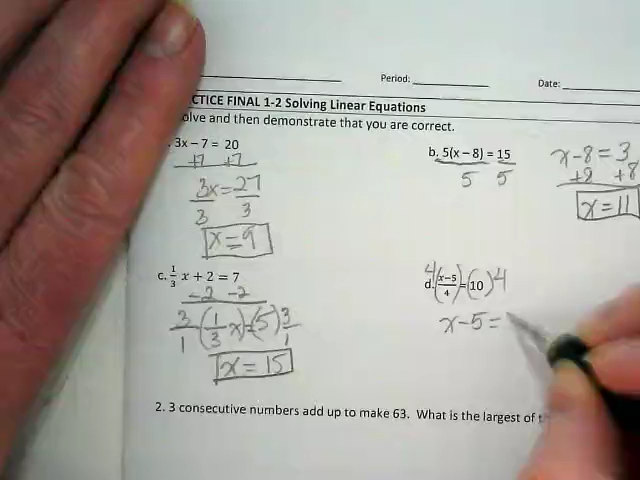 Period: Date:
CTICE FINAL 1-2 Solving Linear Equations
olve and then demonstrate that you are correct.
. 3x – 7 = 20
+7 +7
3x = 27
3 3
x = 9
b. 5(x – 8) = 15
5 5
x - 8 = 3
+8 +8
x = 11
c. 1/3 x + 2 = 7
-2 -2
3/1 (1/3 x) = (5) 3/1
x = 15
d. 4(x–5/4) = (10)4
x - 5 =
2. 3 consecutive numbers add up to make 63. What is the largest of